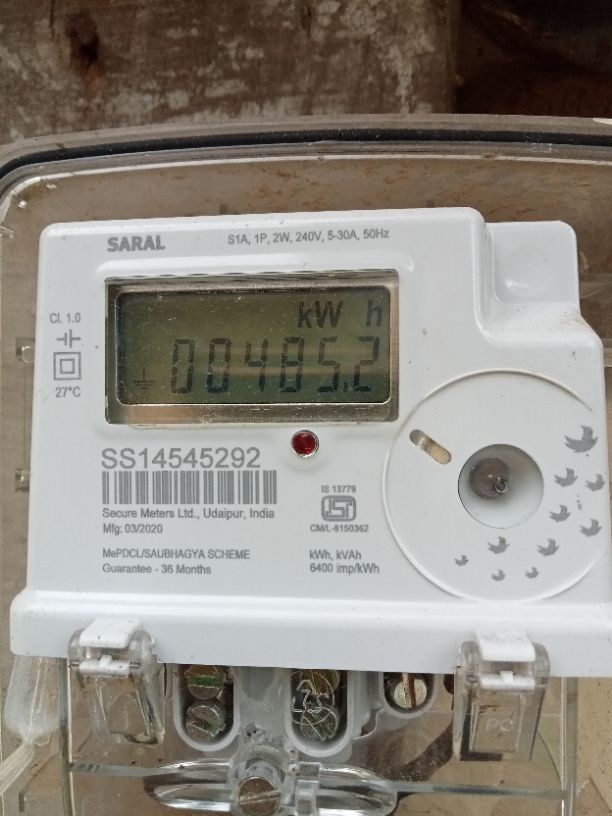 SARAL
S1A, 1P, 2W, 240V, 5-30A, 50Hz
Cl. 1.0
27°C
kW h
00485.2
SS14545292
Secure Meters Ltd., Udaipur, India
Mfg: 03/2020
IS 13779
ISI
CM/L-8150362
MePDCL/SAUBHAGYA SCHEME
Guarantee - 36 Months
kWh, kVAh
6400 imp/kWh